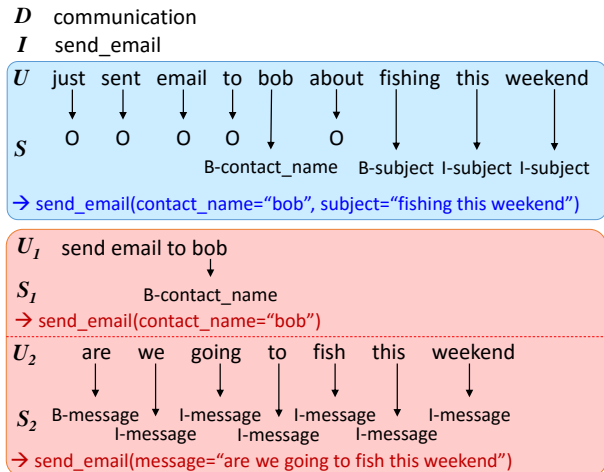 D communication
I send_email
U just sent email to bob about fishing this weekend
S O O O O O
B-contact_name B-subject I-subject I-subject
→ send_email(contact_name=“bob”, subject=“fishing this weekend”)
U1 send email to bob
S1 B-contact_name
→ send_email(contact_name=“bob”)
U2 are we going to fish this weekend
S2 B-message I-message I-message I-message
I-message I-message I-message
→ send_email(message=“are we going to fish this weekend”)